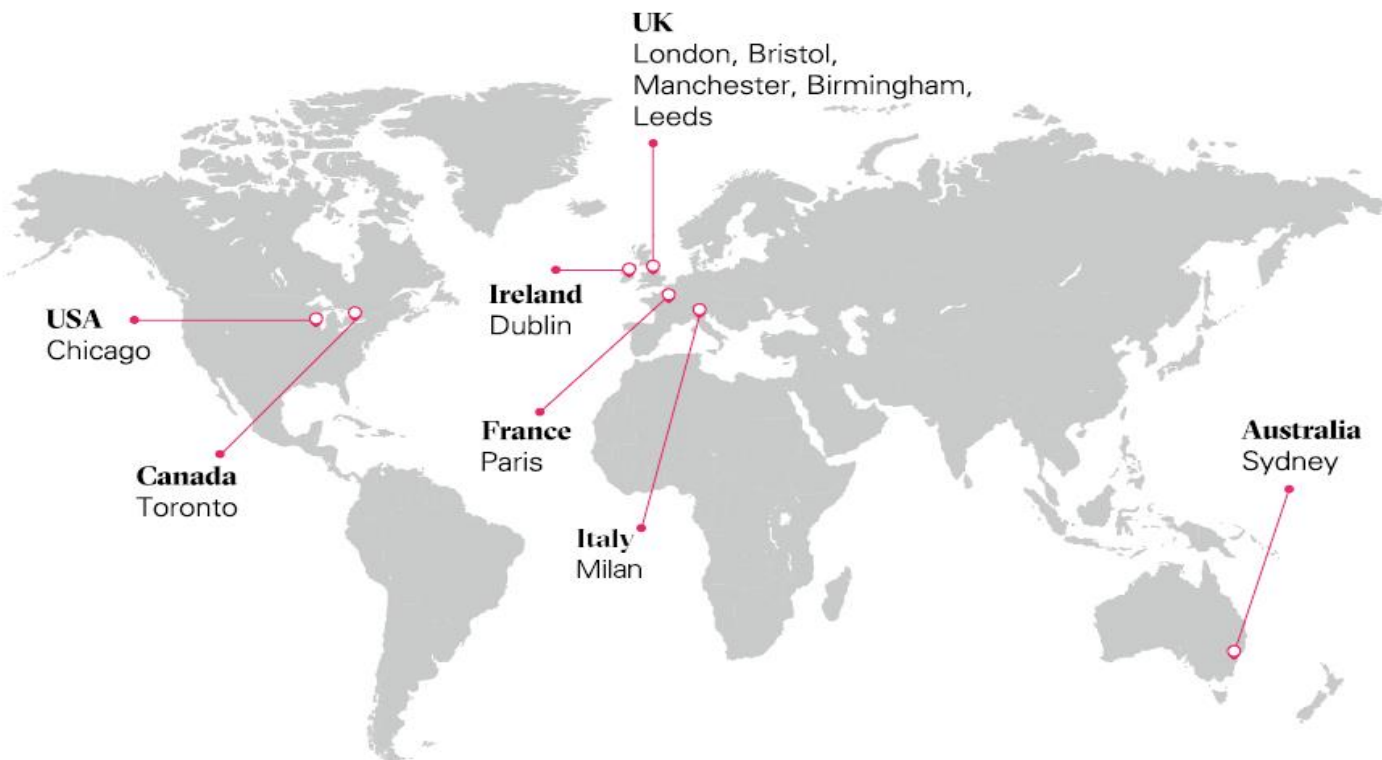 UK
London, Bristol,
Manchester, Birmingham,
Leeds
Ireland
Dublin
USA
Chicago
France
Paris
Australia
Sydney
Canada
Toronto
Italy
Milan